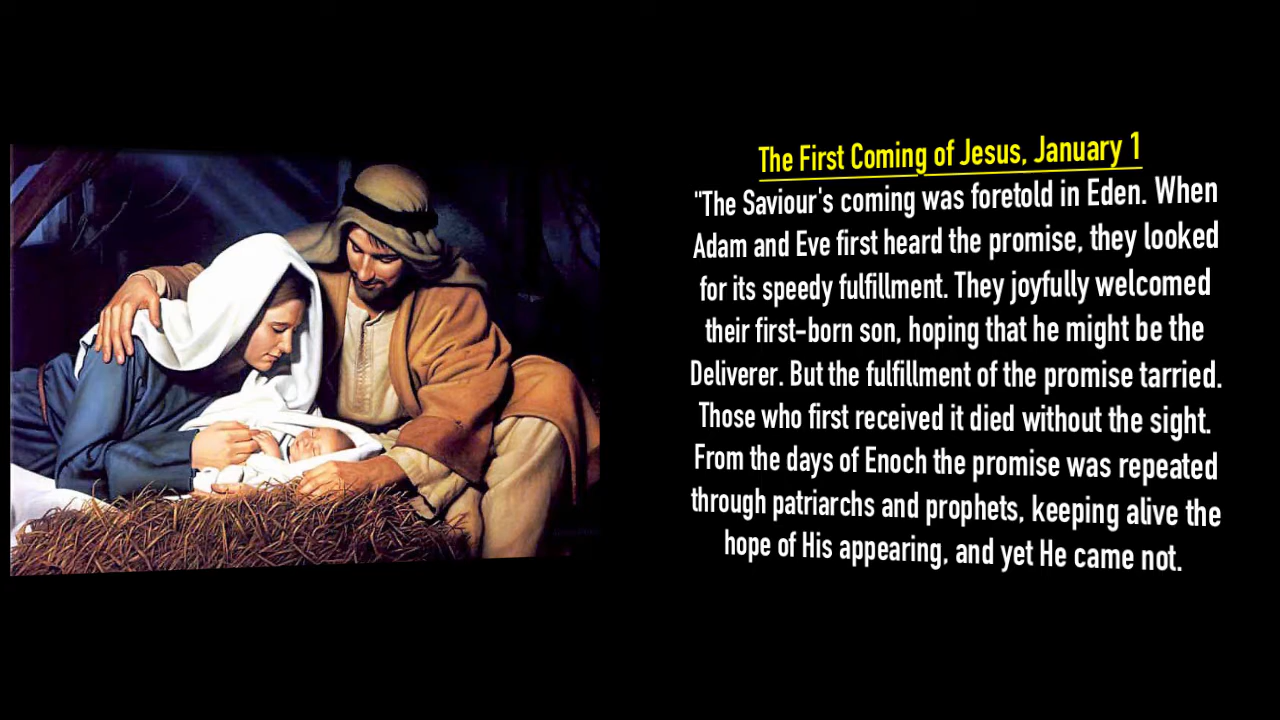 The First Coming of Jesus, January 1
"The Saviour's coming was foretold in Eden. When
Adam and Eve first heard the promise, they looked
for its speedy fulfillment. They joyfully welcomed
their first-born son, hoping that he might be the
Deliverer. But the fulfillment of the promise tarried.
Those who first received it died without the sight.
From the days of Enoch the promise was repeated
through patriarchs and prophets, keeping alive the
hope of His appearing, and yet He came not.